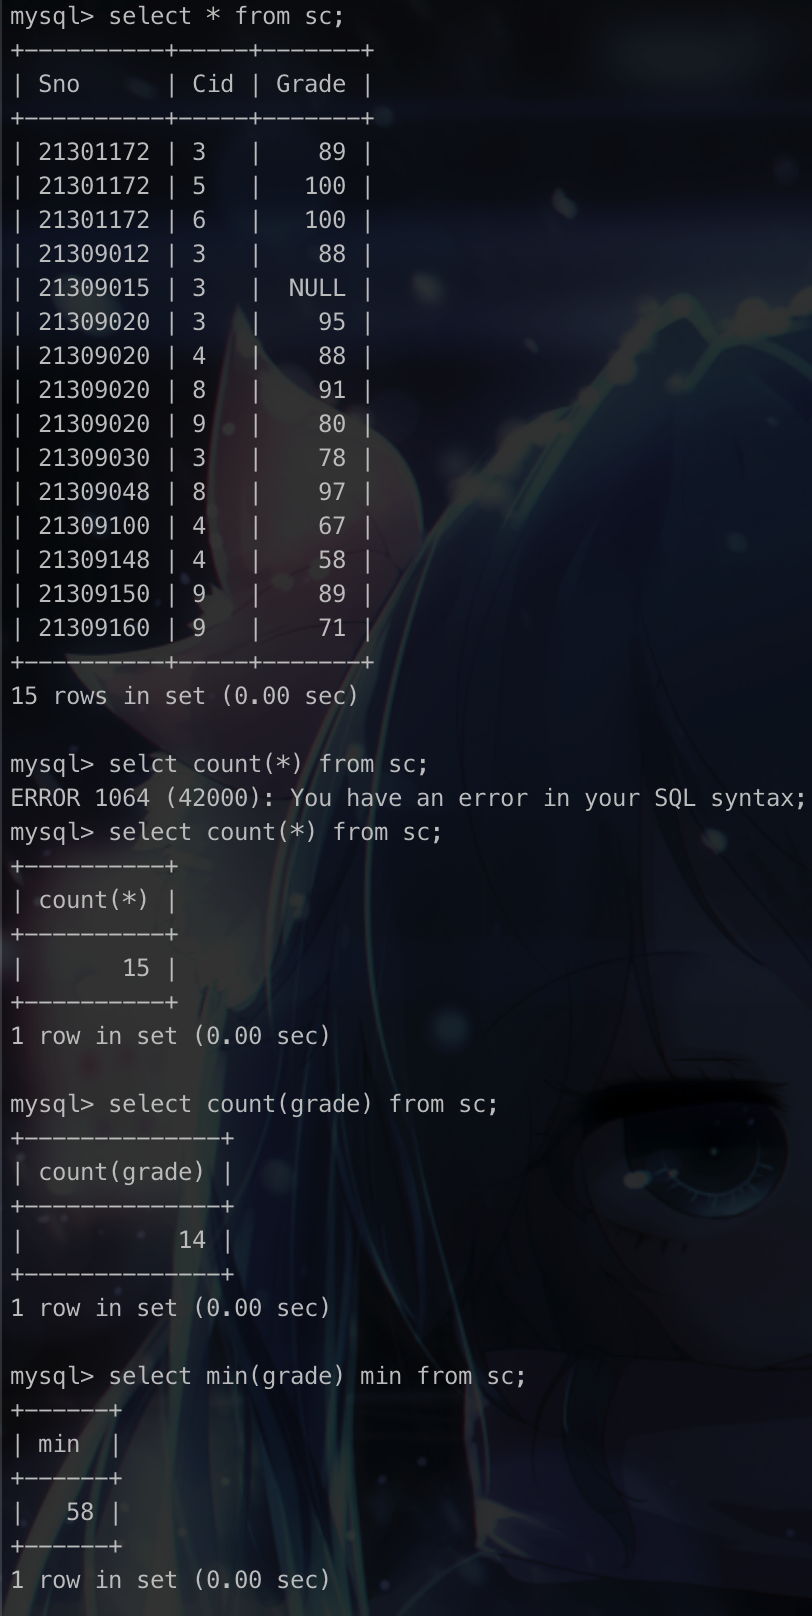 mysql> select * from sc;
+----------+-----+-------+
| Sno      | Cid | Grade |
+----------+-----+-------+
| 21301172 | 3   |    89 |
| 21301172 | 5   |   100 |
| 21301172 | 6   |   100 |
| 21309012 | 3   |    88 |
| 21309015 | 3   |  NULL |
| 21309020 | 3   |    95 |
| 21309020 | 4   |    88 |
| 21309020 | 8   |    91 |
| 21309020 | 9   |    80 |
| 21309030 | 3   |    78 |
| 21309048 | 8   |    97 |
| 21309100 | 4   |    67 |
| 21309148 | 4   |    58 |
| 21309150 | 9   |    89 |
| 21309160 | 9   |    71 |
+----------+-----+-------+
15 rows in set (0.00 sec)

mysql> selct count(*) from sc;
ERROR 1064 (42000): You have an error in your SQL syntax;
mysql> select count(*) from sc;
+----------+
| count(*) |
+----------+
|       15 |
+----------+
1 row in set (0.00 sec)

mysql> select count(grade) from sc;
+--------------+
| count(grade) |
+--------------+
|           14 |
+--------------+
1 row in set (0.00 sec)

mysql> select min(grade) min from sc;
+------+
| min  |
+------+
|   58 |
+------+
1 row in set (0.00 sec)